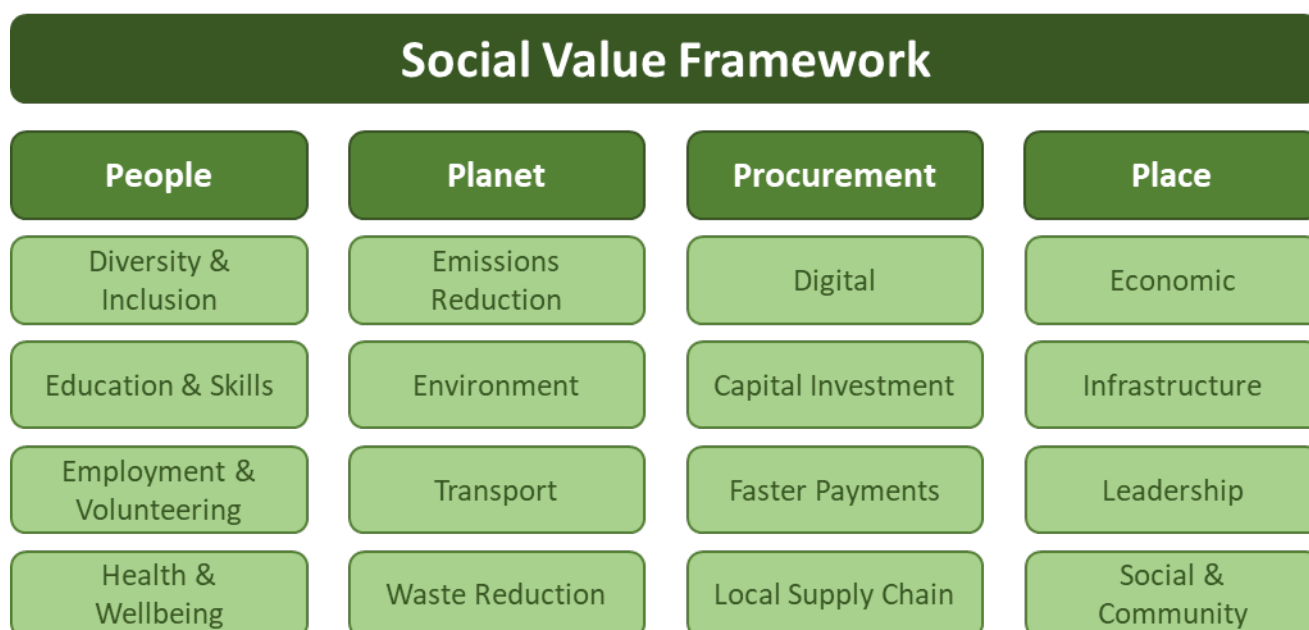 Social Value Framework
People
Planet
Procurement
Place
Diversity &
Inclusion
Emissions
Reduction
Digital
Economic
Education & Skills
Environment
Capital Investment
Infrastructure
Employment &
Volunteering
Transport
Faster Payments
Leadership
Health &
Wellbeing
Waste Reduction
Local Supply Chain
Social &
Community